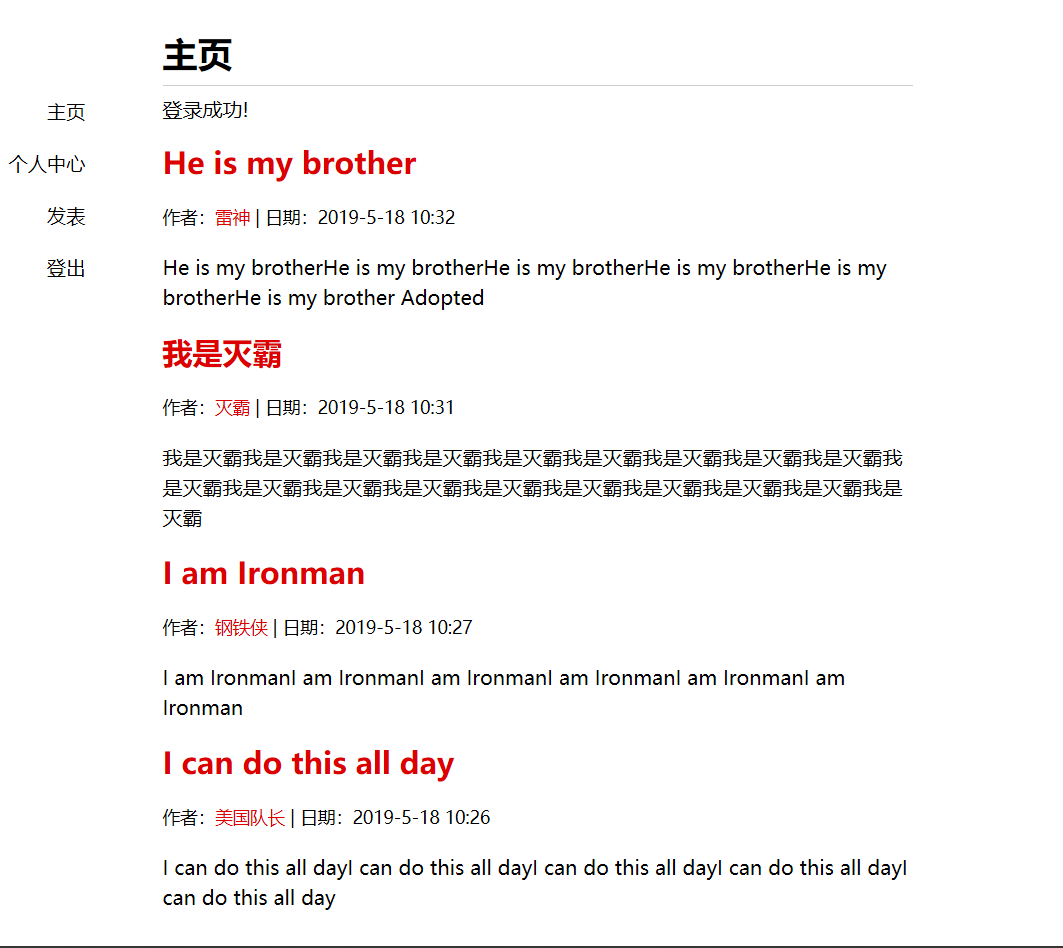 主页
主页
个人中心
发表
登出
登录成功!
He is my brother
作者：雷神 | 日期：2019-5-18 10:32
He is my brotherHe is my brotherHe is my brotherHe is my brotherHe is my
brotherHe is my brother Adopted
我是灭霸
作者：灭霸 | 日期：2019-5-18 10:31
我是灭霸我是灭霸我是灭霸我是灭霸我是灭霸我是灭霸我是灭霸我是灭霸我是灭霸我
是灭霸我是灭霸我是灭霸我是灭霸我是灭霸我是灭霸我是灭霸我是灭霸我是灭霸我是
灭霸
I am Ironman
作者：钢铁侠 | 日期：2019-5-18 10:27
I am IronmanI am IronmanI am IronmanI am IronmanI am IronmanI am
Ironman
I can do this all day
作者：美国队长 | 日期：2019-5-18 10:26
I can do this all dayI can do this all dayI can do this all dayI can do this all dayI
can do this all day